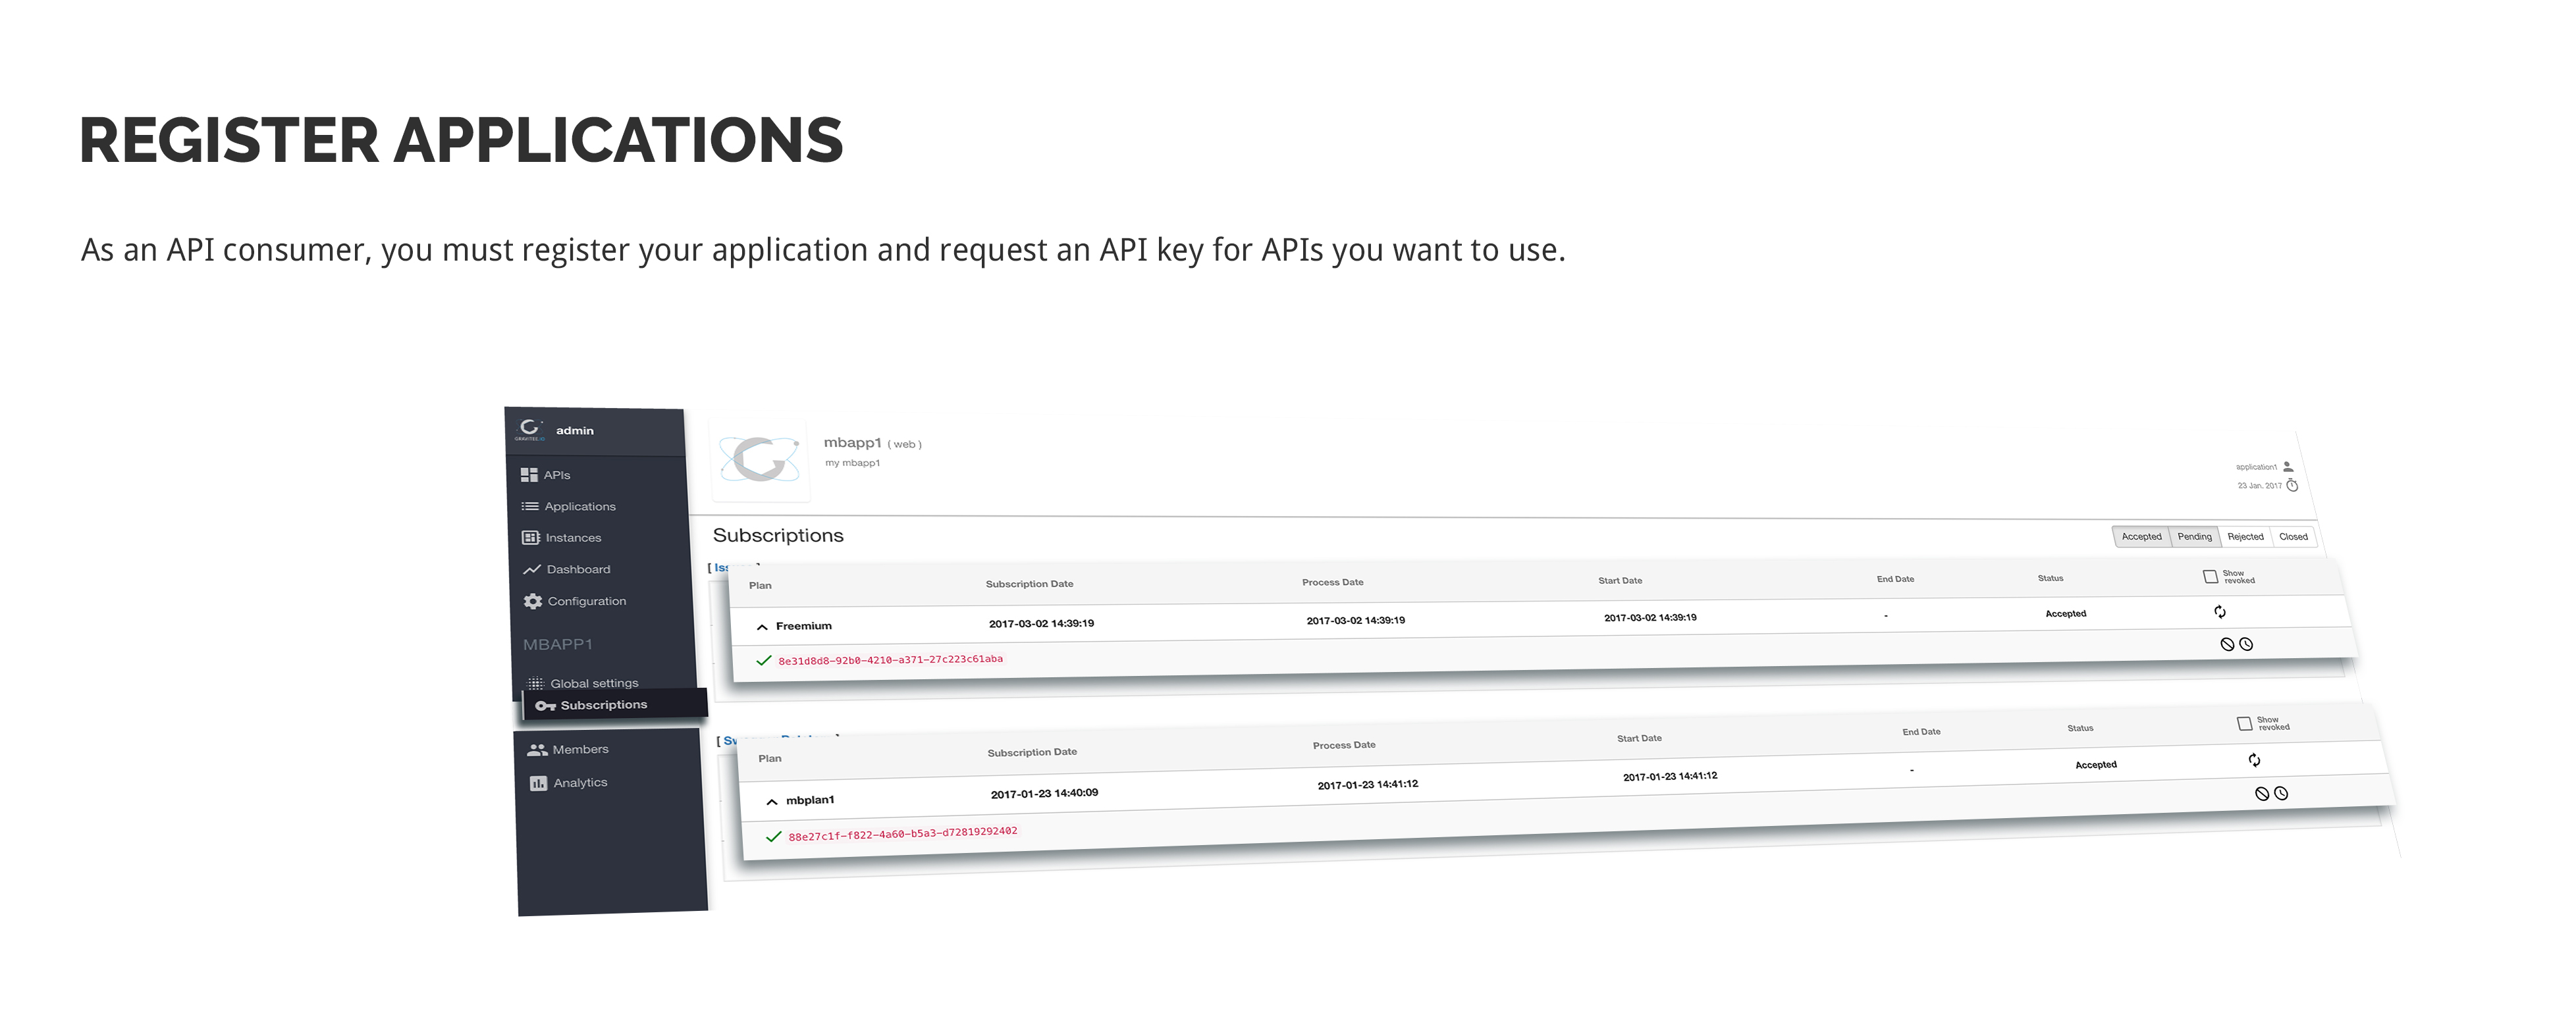 REGISTER APPLICATIONS
As an API consumer, you must register your application and request an API key for APIs you want to use.
GRAVITEE.IO
admin
APIs
Applications
Instances
Dashboard
Configuration
MBAPP1
Global settings
Subscriptions
Members
Analytics
mbapp1 ( web )
my mbapp1
application1
23 Jan. 2017
Subscriptions
Accepted Pending Rejected Closed
Plan Subscription Date Process Date Start Date End Date Status Show revoked
Freemium 2017-03-02 14:39:19 2017-03-02 14:39:19 2017-03-02 14:39:19 - Accepted
8e31d8d8-92b0-4210-a371-27c223c61aba
Plan Subscription Date Process Date Start Date End Date Status Show revoked
mbplan1 2017-01-23 14:40:09 2017-01-23 14:41:12 2017-01-23 14:41:12 - Accepted
88e27c1f-f822-4a60-b5a3-d72819292402